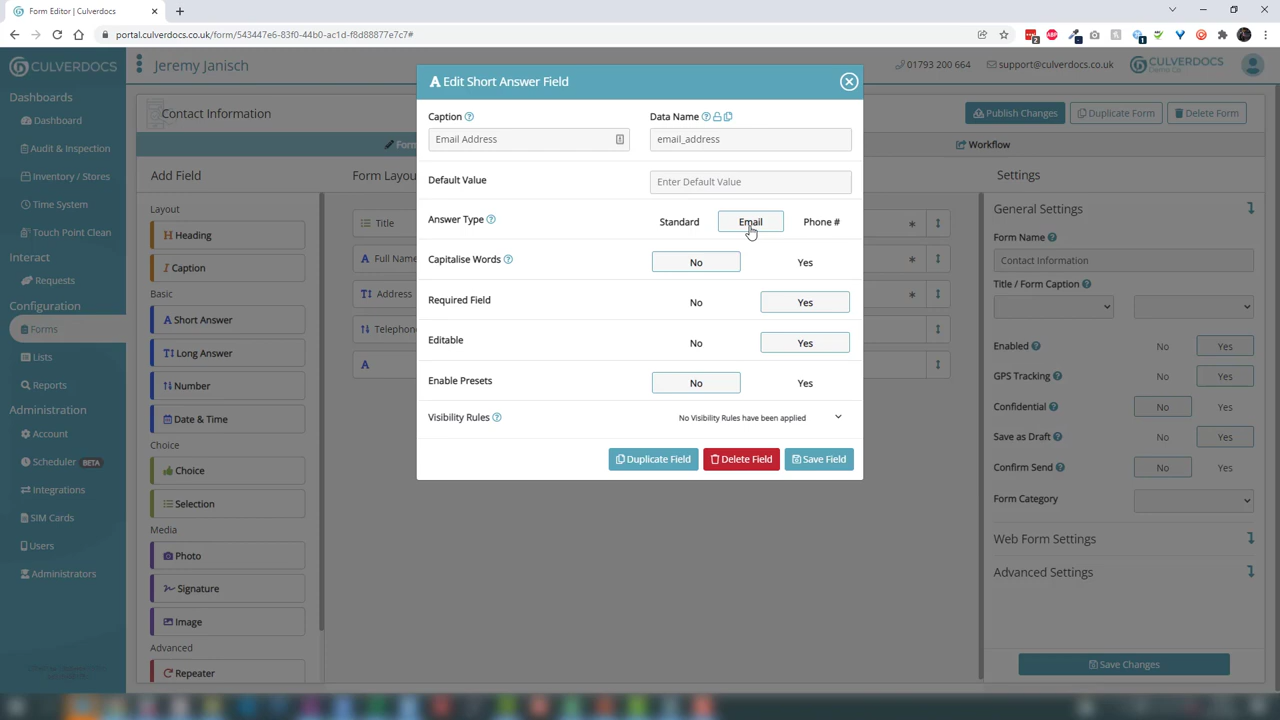 Form Editor | Culverdocs
portal.culverdocs.co.uk/form/543447e6-83f0-44b0-ac1d-f8d88877e7c7#
CULVERDOCS
Jeremy Janisch
01793 200 664
support@culverdocs.co.uk
CULVERDOCS
Demo Co
Dashboards
Dashboard
Audit & Inspection
Inventory / Stores
Time System
Touch Point Clean
Interact
Requests
Configuration
Forms
Lists
Reports
Administration
Account
Scheduler BETA
Integrations
SIM Cards
Users
Administrators
Contact Information
Publish Changes
Duplicate Form
Delete Form
Form
Workflow
Add Field
Layout
Heading
Caption
Basic
Short Answer
Long Answer
Number
Date & Time
Choice
Choice
Selection
Media
Photo
Signature
Image
Advanced
Repeater
Form Layout
Title
Full Name
Address
Telephone
Edit Short Answer Field
Caption
Data Name
Email Address
email_address
Default Value
Enter Default Value
Answer Type
Standard
Email
Phone #
Capitalise Words
No
Yes
Required Field
No
Yes
Editable
No
Yes
Enable Presets
No
Yes
Visibility Rules
No Visibility Rules have been applied
Duplicate Field
Delete Field
Save Field
Settings
General Settings
Form Name
Contact Information
Title / Form Caption
Enabled
No
Yes
GPS Tracking
No
Yes
Confidential
No
Yes
Save as Draft
No
Yes
Confirm Send
No
Yes
Form Category
Web Form Settings
Advanced Settings
Save Changes